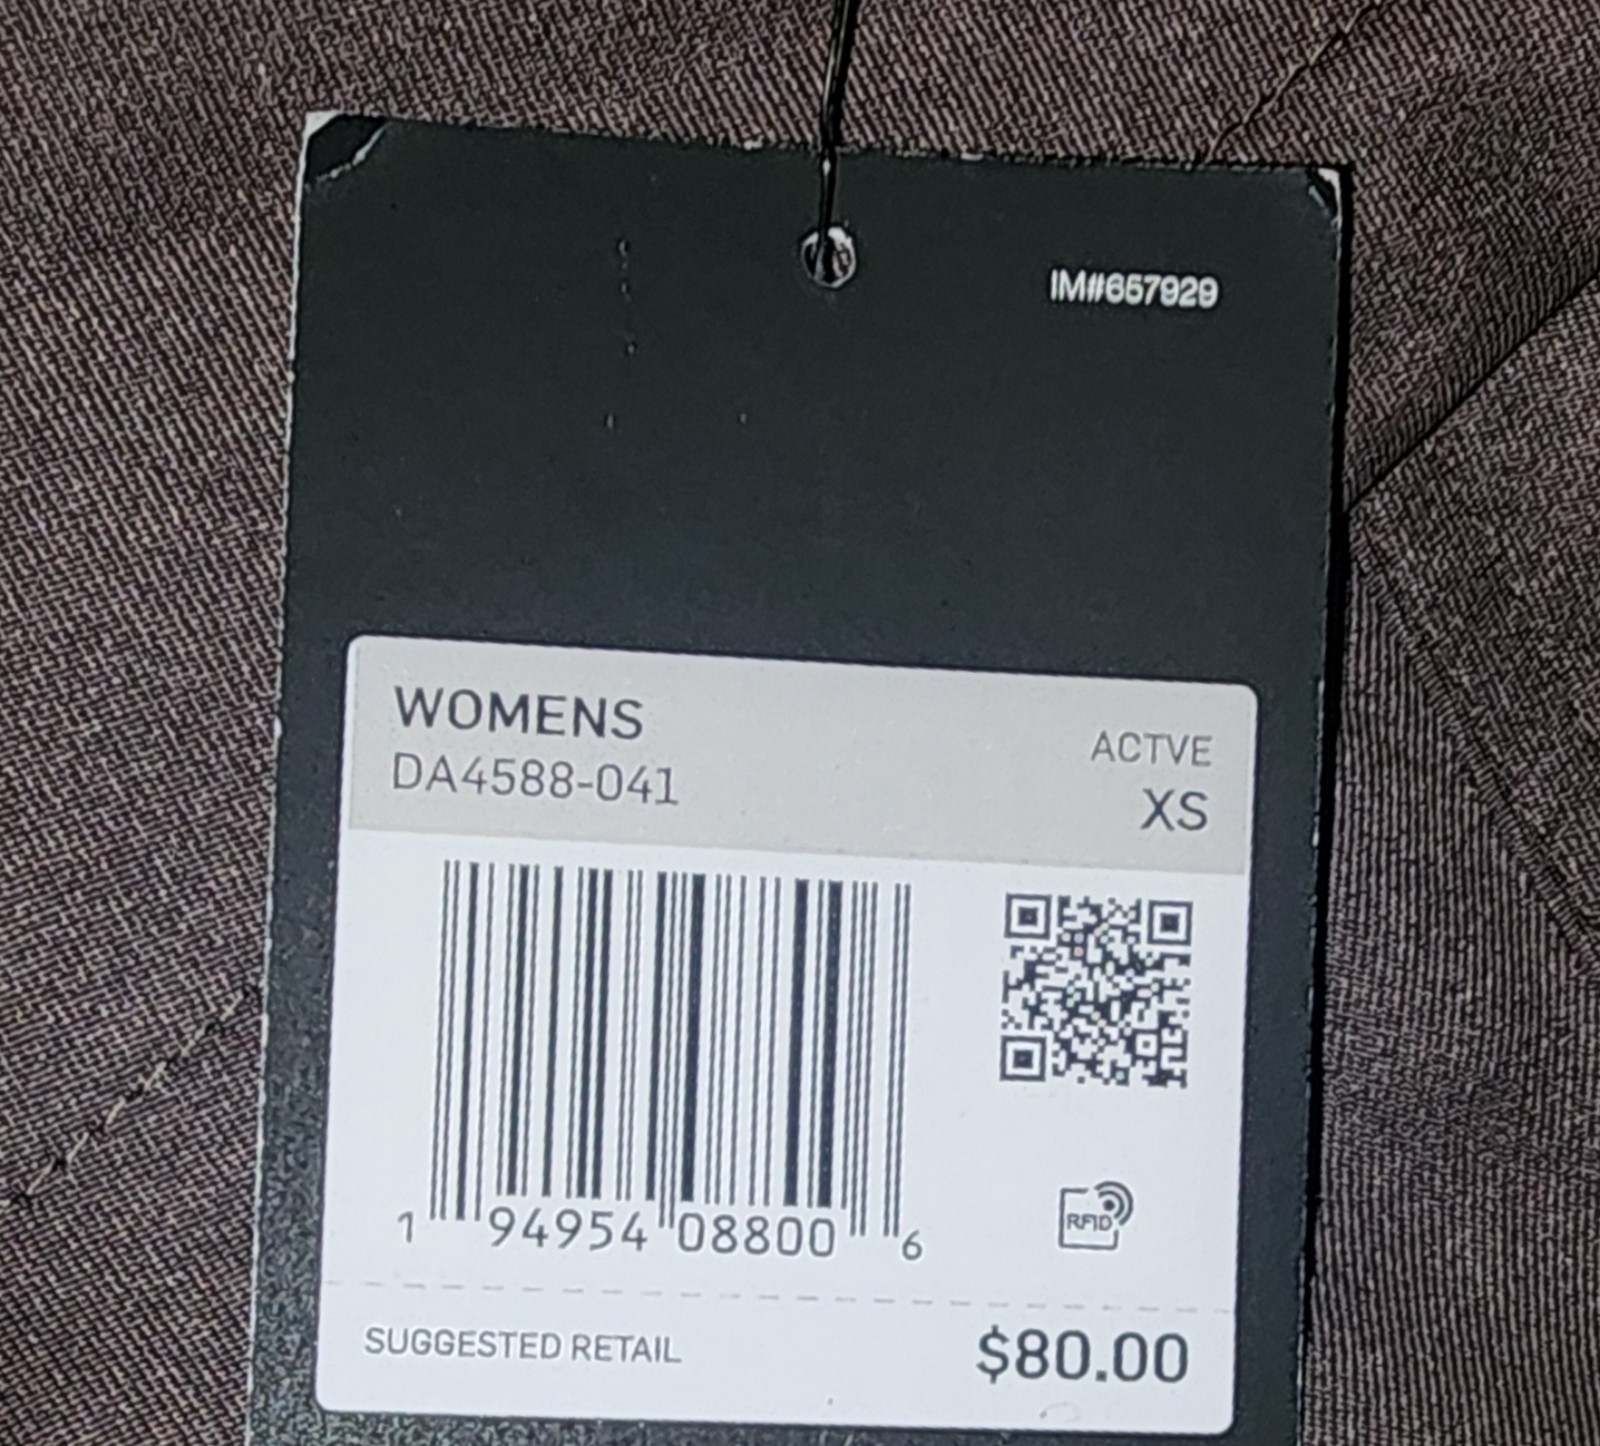 IM#657929
WOMENS
DA4588-041
ACTVE
XS
1 94954 08800 6
RFID
SUGGESTED RETAIL
$80.00